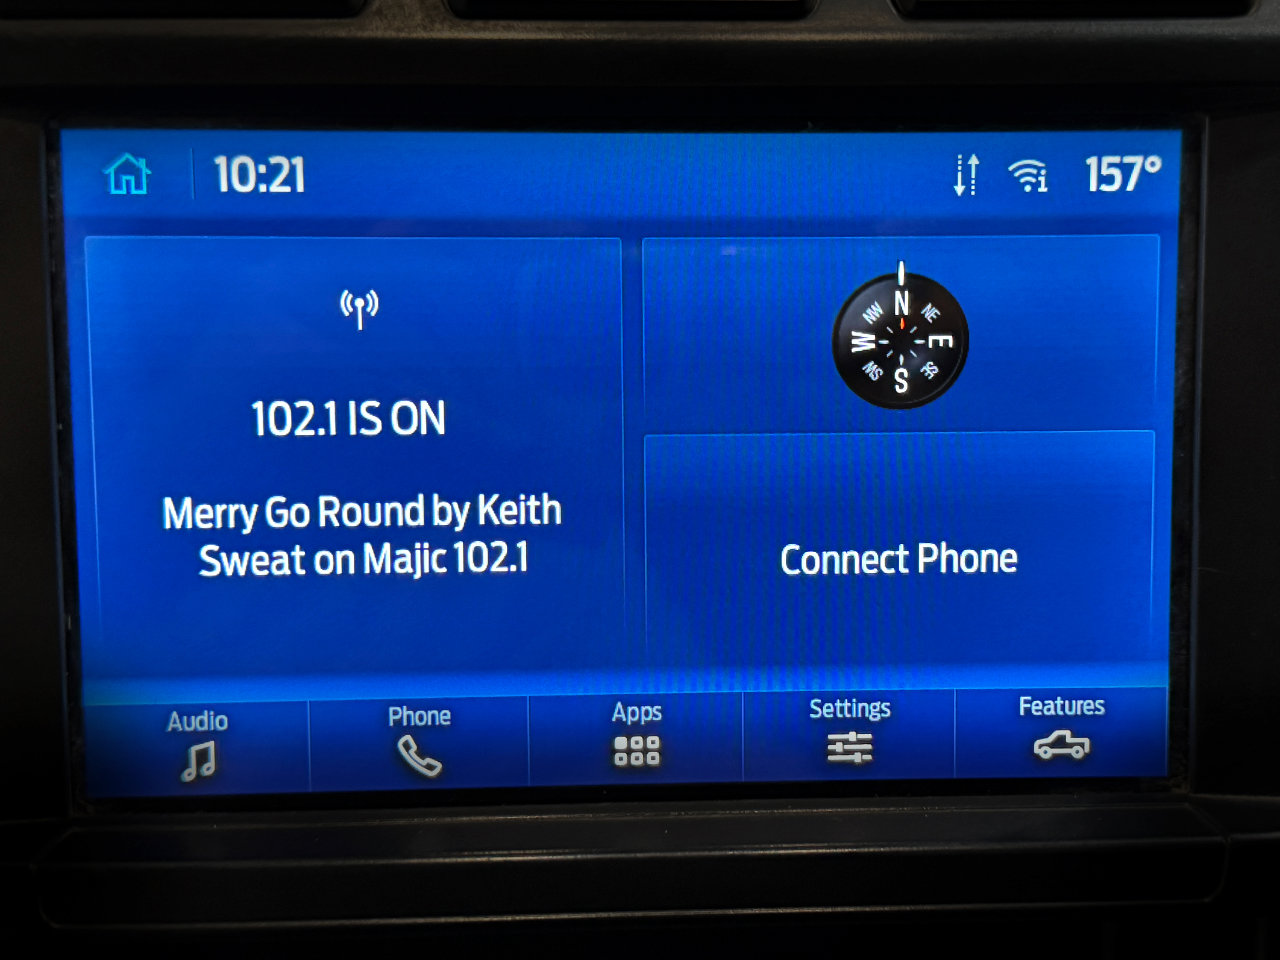 10:21
157°
102.1 IS ON
Merry Go Round by Keith
Sweat on Majic 102.1
N
NE
E
SE
S
SW
W
NW
Connect Phone
Audio
Phone
Apps
Settings
Features